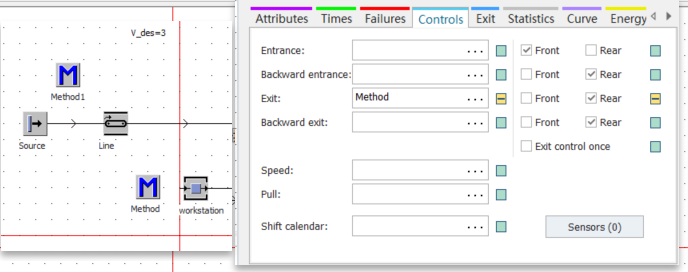 V_des=3
Method1
Source
Line
Method
workstation
Attributes Times Failures Controls Exit Statistics Curve Energy
Entrance: ... Front Rear
Backward entrance: ... Rear
Exit: Method ... Front Rear
Backward exit: ... Front Rear
Exit control once
Speed: ...
Pull: ...
Shift calendar: ... Sensors (0)